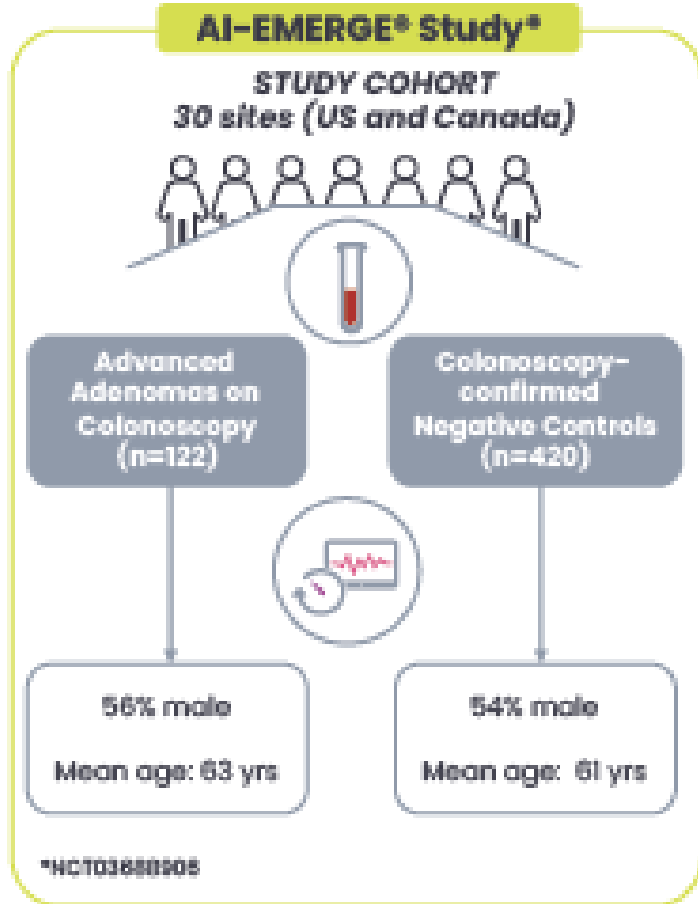 AI-EMERGE® Study*
STUDY COHORT
30 sites (US and Canada)
Advanced
Adenomas on
Colonoscopy
(n=122)
Colonoscopy-
confirmed
Negative Controls
(n=420)
56% male
Mean age: 63 yrs
54% male
Mean age: 61 yrs
*NCT03688906